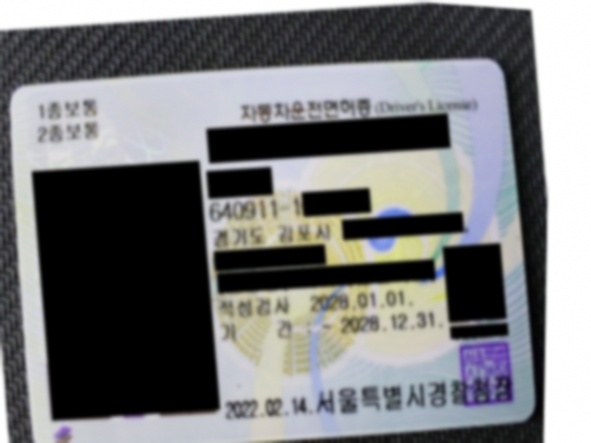 1종보통
2종보통
자동차운전면허증 (Driver's License)
640911-1
경기도 김포시
적성검사 2028.01.01.
기 간 : ~ 2028.12.31.
2022.02.14. 서울특별시경찰청장